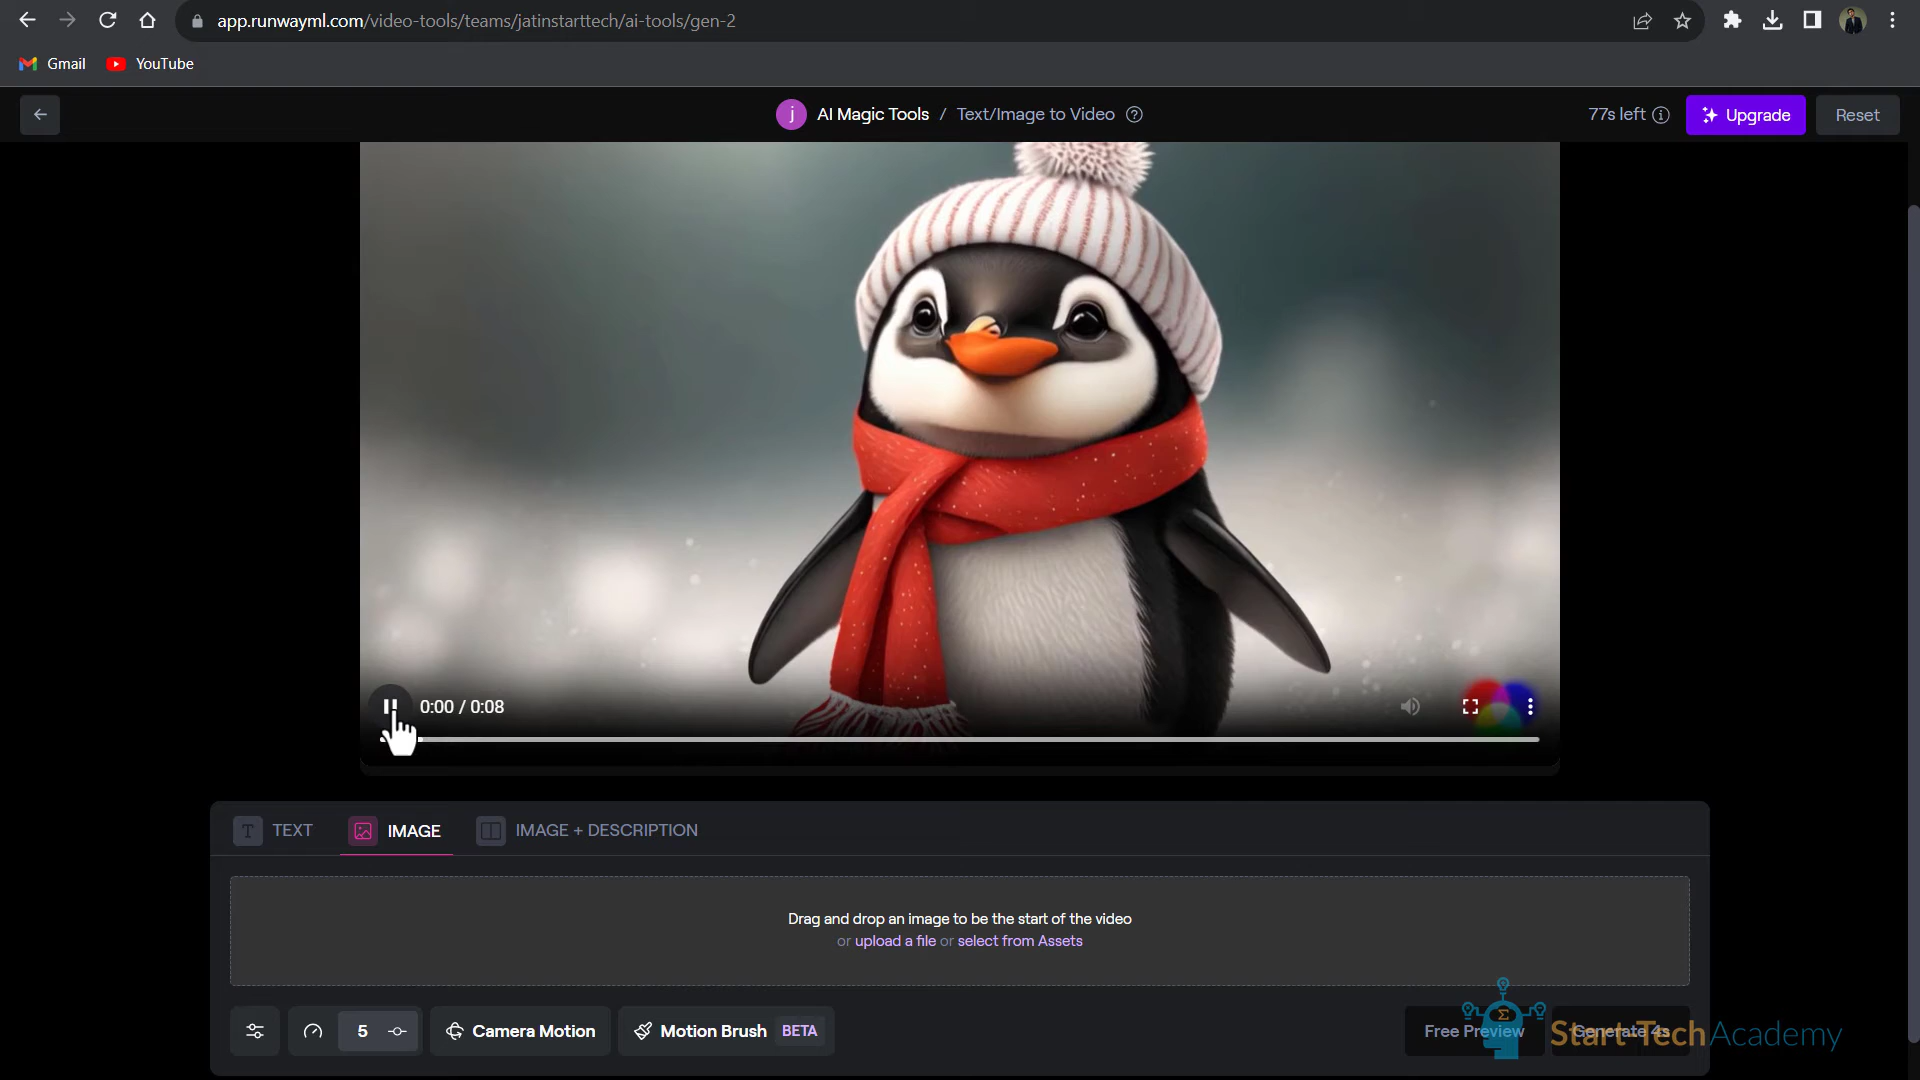 app.runwayml.com/video-tools/teams/jatinstarttech/ai-tools/gen-2
Gmail YouTube
j AI Magic Tools / Text/Image to Video ?
77s left Upgrade Reset
0:00 / 0:08
T TEXT IMAGE IMAGE + DESCRIPTION
Drag and drop an image to be the start of the video
or upload a file or select from Assets
5 Camera Motion Motion Brush BETA
Free Preview Generate 4s
Start-Tech Academy